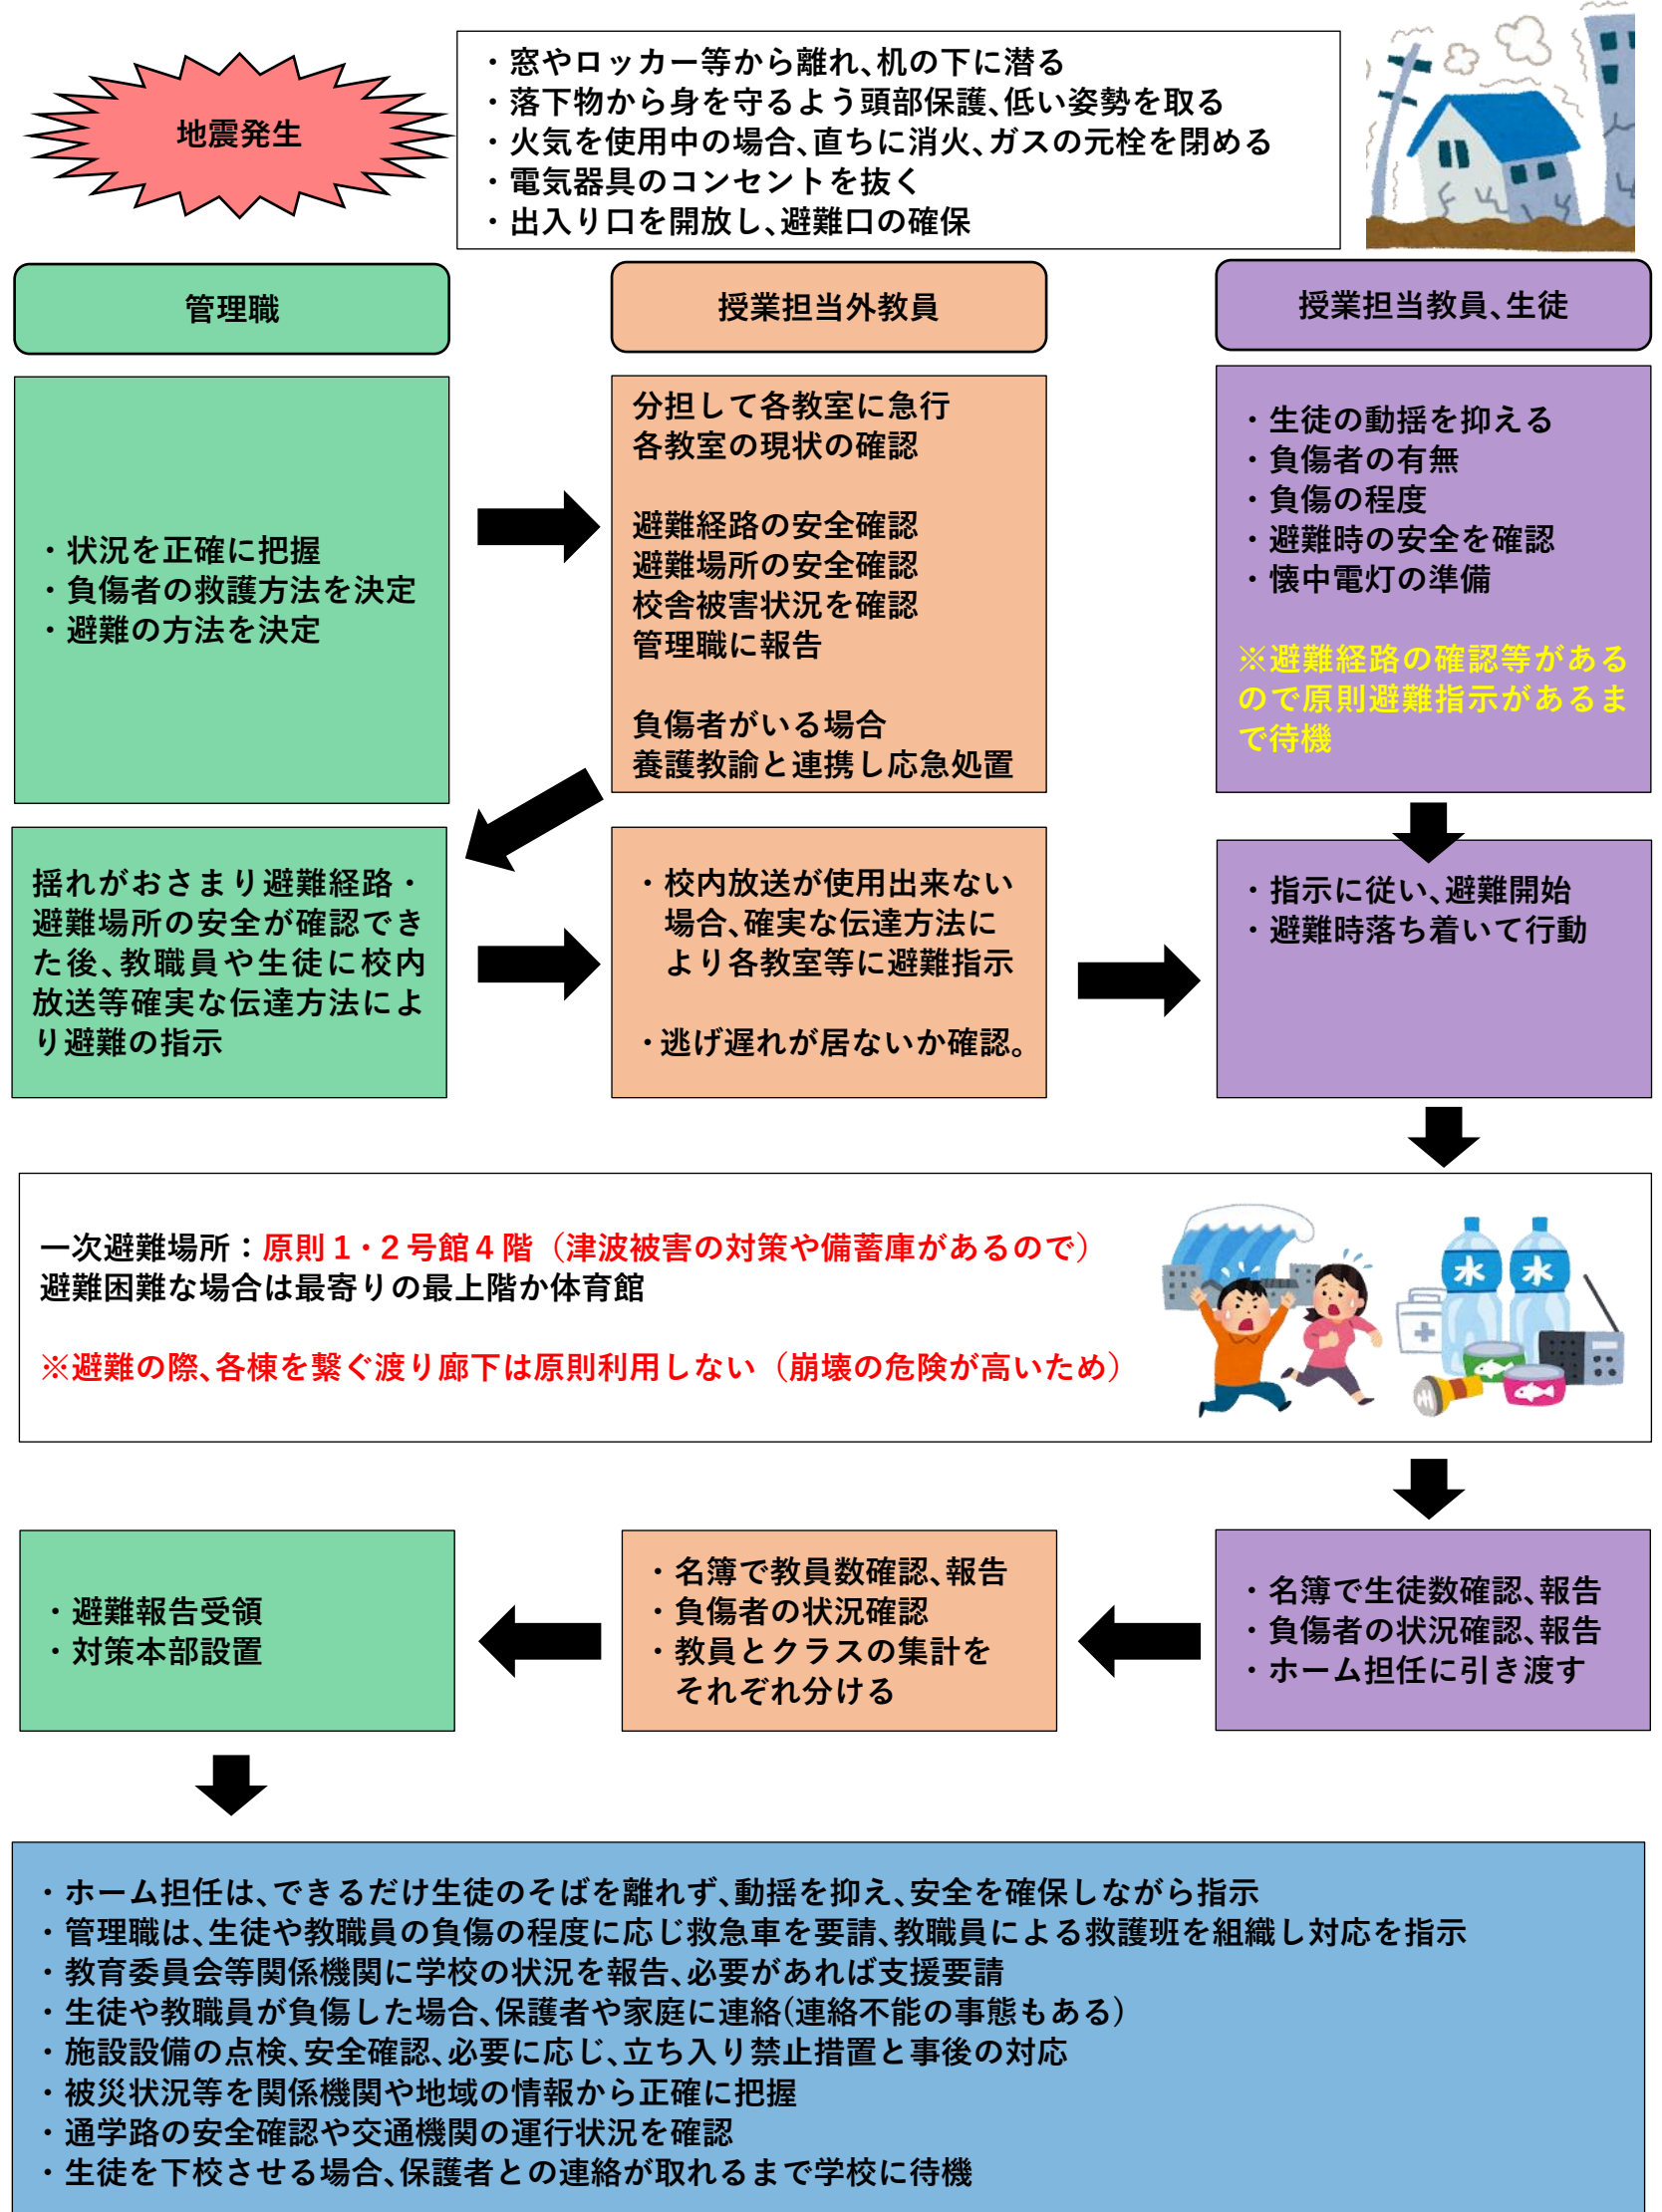 地震発生
・窓やロッカー等から離れ、机の下に潜る
・落下物から身を守るよう頭部保護、低い姿勢を取る
・火気を使用中の場合、直ちに消火、ガスの元栓を閉める
・電気器具のコンセントを抜く
・出入り口を開放し、避難口の確保
管理職
授業担当外教員
授業担当教員、生徒
・状況を正確に把握
・負傷者の救護方法を決定
・避難の方法を決定
分担して各教室に急行
各教室の現状の確認
避難経路の安全確認
避難場所の安全確認
校舎被害状況を確認
管理職に報告
負傷者がいる場合
養護教諭と連携し応急処置
・生徒の動揺を抑える
・負傷者の有無
・負傷の程度
・避難時の安全を確認
・懐中電灯の準備
※避難経路の確認等がある
ので原則避難指示があるま
で待機
揺れがおさまり避難経路・
避難場所の安全が確認でき
た後、教職員や生徒に校内
放送等確実な伝達方法によ
り避難の指示
・校内放送が使用出来ない
場合、確実な伝達方法に
より各教室等に避難指示
・逃げ遅れが居ないか確認。
・指示に従い、避難開始
・避難時落ち着いて行動
一次避難場所：原則１・２号館４階（津波被害の対策や備蓄庫があるので）
避難困難な場合は最寄りの最上階か体育館
※避難の際、各棟を繋ぐ渡り廊下は原則利用しない（崩壊の危険が高いため）
水 水
・避難報告受領
・対策本部設置
・名簿で教員数確認、報告
・負傷者の状況確認
・教員とクラスの集計を
それぞれ分ける
・名簿で生徒数確認、報告
・負傷者の状況確認、報告
・ホーム担任に引き渡す
・ホーム担任は、できるだけ生徒のそばを離れず、動揺を抑え、安全を確保しながら指示
・管理職は、生徒や教職員の負傷の程度に応じ救急車を要請、教職員による救護班を組織し対応を指示
・教育委員会等関係機関に学校の状況を報告、必要があれば支援要請
・生徒や教職員が負傷した場合、保護者や家庭に連絡(連絡不能の事態もある)
・施設設備の点検、安全確認、必要に応じ、立ち入り禁止措置と事後の対応
・被災状況等を関係機関や地域の情報から正確に把握
・通学路の安全確認や交通機関の運行状況を確認
・生徒を下校させる場合、保護者との連絡が取れるまで学校に待機